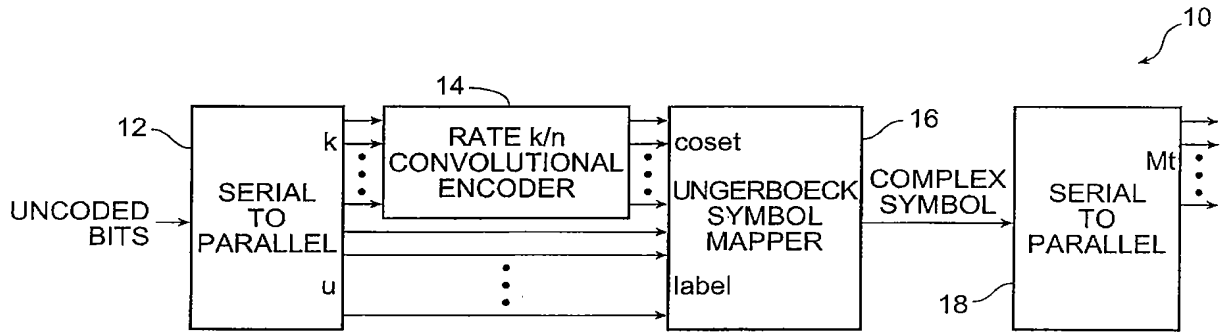 10
12
UNCODED
BITS
SERIAL
TO
PARALLEL
k
u
14
RATE k/n
CONVOLUTIONAL
ENCODER
16
coset
UNGERBOECK
SYMBOL
MAPPER
label
COMPLEX
SYMBOL
18
SERIAL
TO
PARALLEL
Mt